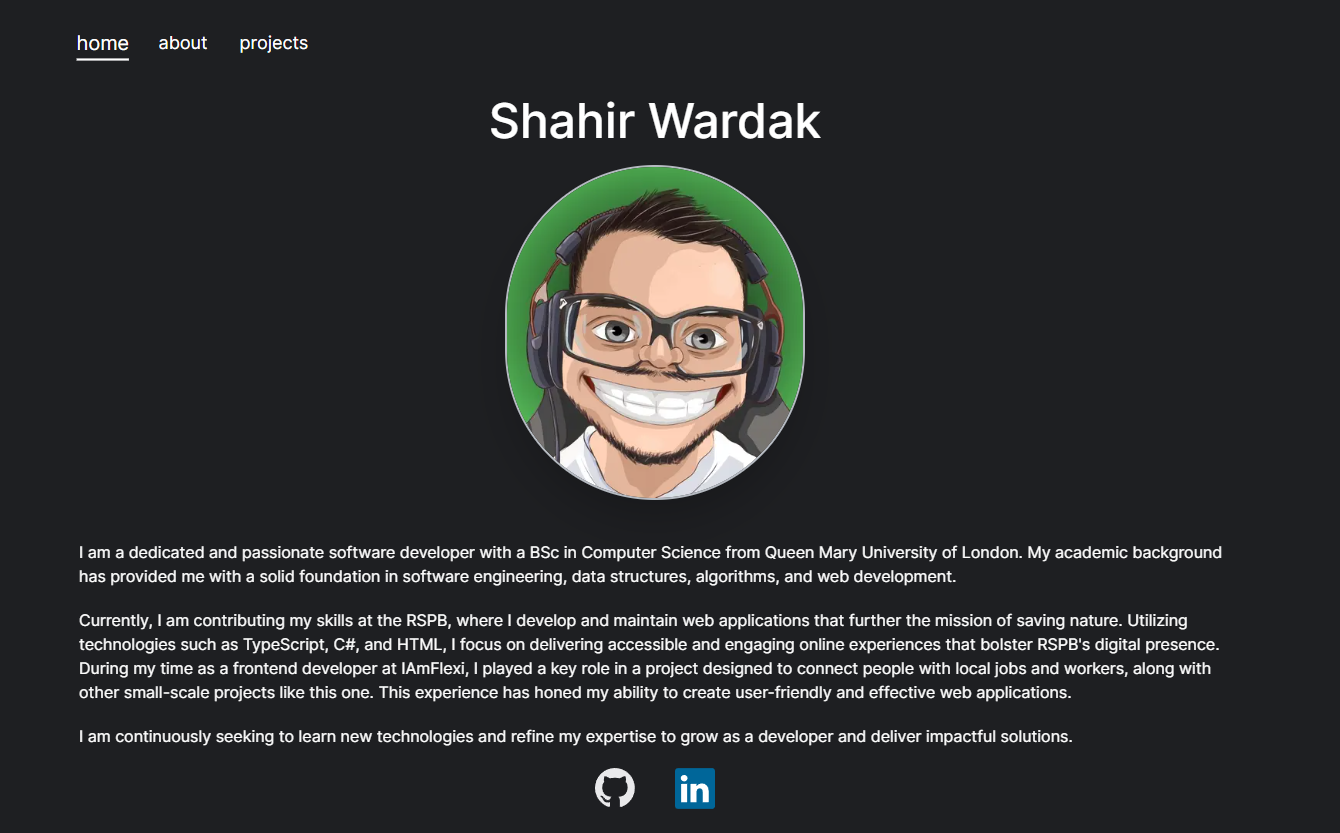 home about projects
Shahir Wardak
I am a dedicated and passionate software developer with a BSc in Computer Science from Queen Mary University of London. My academic background
has provided me with a solid foundation in software engineering, data structures, algorithms, and web development.
Currently, I am contributing my skills at the RSPB, where I develop and maintain web applications that further the mission of saving nature. Utilizing
technologies such as TypeScript, C#, and HTML, I focus on delivering accessible and engaging online experiences that bolster RSPB's digital presence.
During my time as a frontend developer at IAmFlexi, I played a key role in a project designed to connect people with local jobs and workers, along with
other small-scale projects like this one. This experience has honed my ability to create user-friendly and effective web applications.
I am continuously seeking to learn new technologies and refine my expertise to grow as a developer and deliver impactful solutions.
in